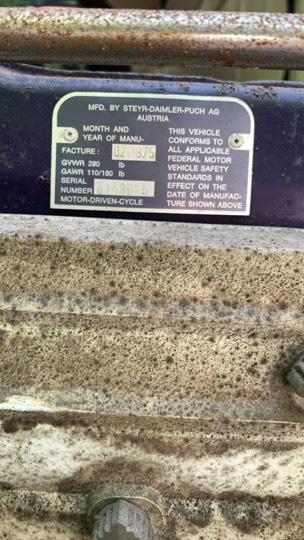 MFD. BY STEYR-DAIMLER-PUCH AG
AUSTRIA
MONTH AND
YEAR OF MANU-
FACTURE:
GVWR 290 lb
GAWR 110/180 lb
SERIAL
NUMBER
MOTOR-DRIVEN-CYCLE
THIS VEHICLE
CONFORMS TO
ALL APPLICABLE
FEDERAL MOTOR
VEHICLE SAFETY
STANDARDS IN
EFFECT ON THE
DATE OF MANUFAC-
TURE SHOWN ABOVE